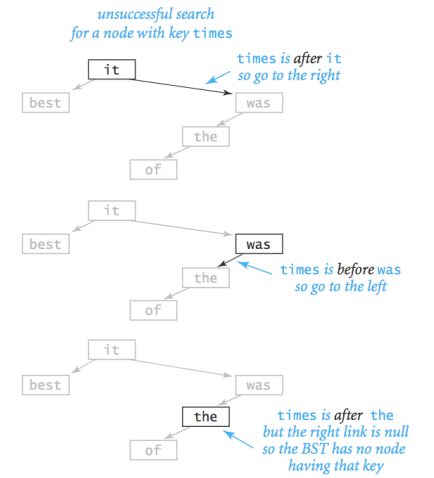 unsuccessful search
for a node with key times
times is after it
so go to the right
it
best
was
the
of
it
best
was
times is before was
so go to the left
the
of
it
best
was
the
times is after the
but the right link is null
so the BST has no node
having that key
of